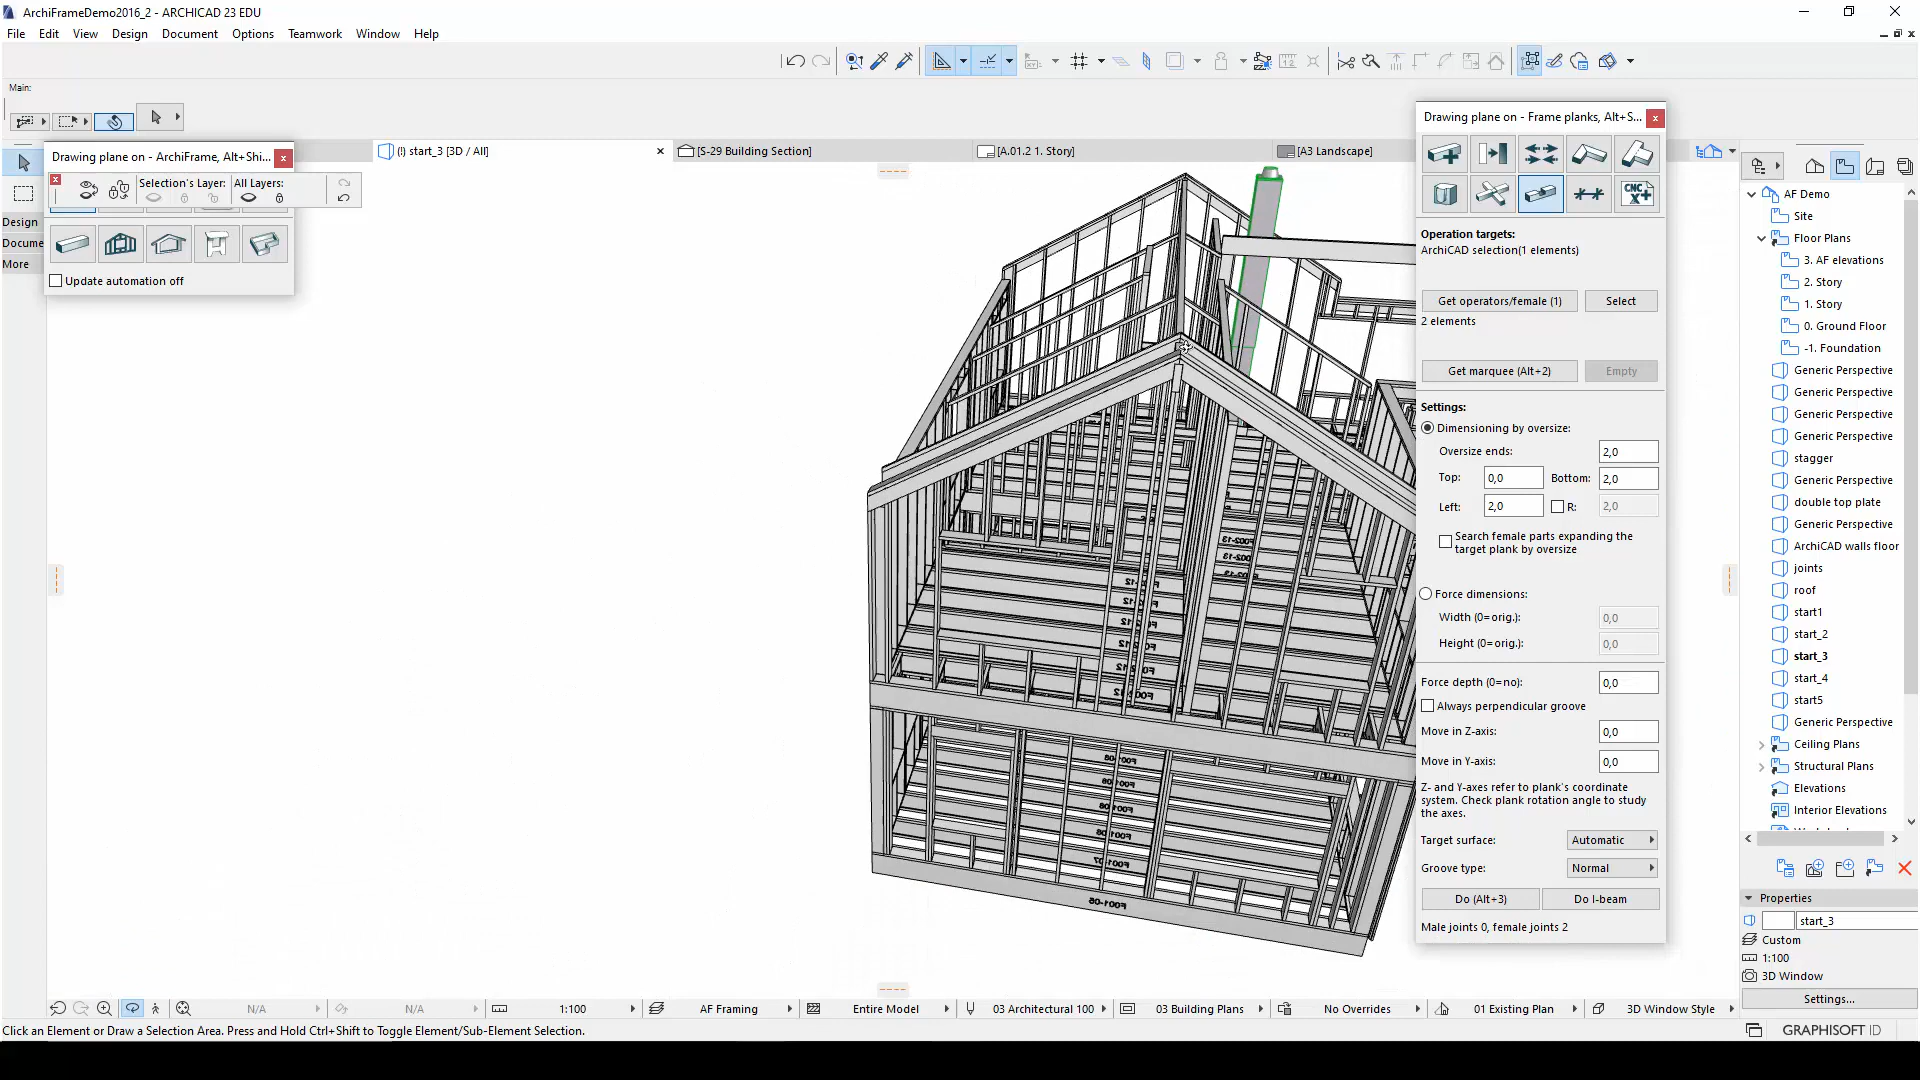 ArchiFrameDemo2016_2 - ARCHICAD 23 EDU
File Edit View Design Document Options Teamwork Window Help
Main:
Drawing plane on - ArchiFrame, Alt+Shi...
Selection's Layer: All Layers:
Update automation off
Design
Docume
More
(!) start_3 [3D / All]
[S-29 Building Section]
[A.01.2 1. Story]
[A3 Landscape]
Drawing plane on - Frame planks, Alt+S...
CNC
Operation targets:
ArchiCAD selection(1 elements)
Get operators/female (1) Select
2 elements
Get marquee (Alt+2) Empty
Settings:
Dimensioning by oversize:
Oversize ends: 2,0
Top: 0,0 Bottom: 2,0
Left: 2,0 R: 2,0
Search female parts expanding the
target plank by oversize
Force dimensions:
Width (0=orig.): 0,0
Height (0=orig.): 0,0
Force depth (0=no): 0,0
Always perpendicular groove
Move in Z-axis: 0,0
Move in Y-axis: 0,0
Z- and Y-axes refer to plank's coordinate
system. Check plank rotation angle to study
the axes.
Target surface: Automatic
Groove type: Normal
Do (Alt+3) Do I-beam
Male joints 0, female joints 2
AF Demo
Site
Floor Plans
3. AF elevations
2. Story
1. Story
0. Ground Floor
-1. Foundation
Generic Perspective
Generic Perspective
Generic Perspective
Generic Perspective
stagger
Generic Perspective
double top plate
Generic Perspective
ArchiCAD walls floor
joints
roof
start1
start_2
start_3
start_4
start5
Generic Perspective
Ceiling Plans
Structural Plans
Elevations
Interior Elevations
Properties
start_3
Custom
1:100
3D Window
Settings...
F001-07
F001-05
N/A N/A 1:100 AF Framing Entire Model 03 Architectural 100 03 Building Plans No Overrides 01 Existing Plan 3D Window Style
Click an Element or Draw a Selection Area. Press and Hold Ctrl+Shift to Toggle Element/Sub-Element Selection.
GRAPHISOFT ID